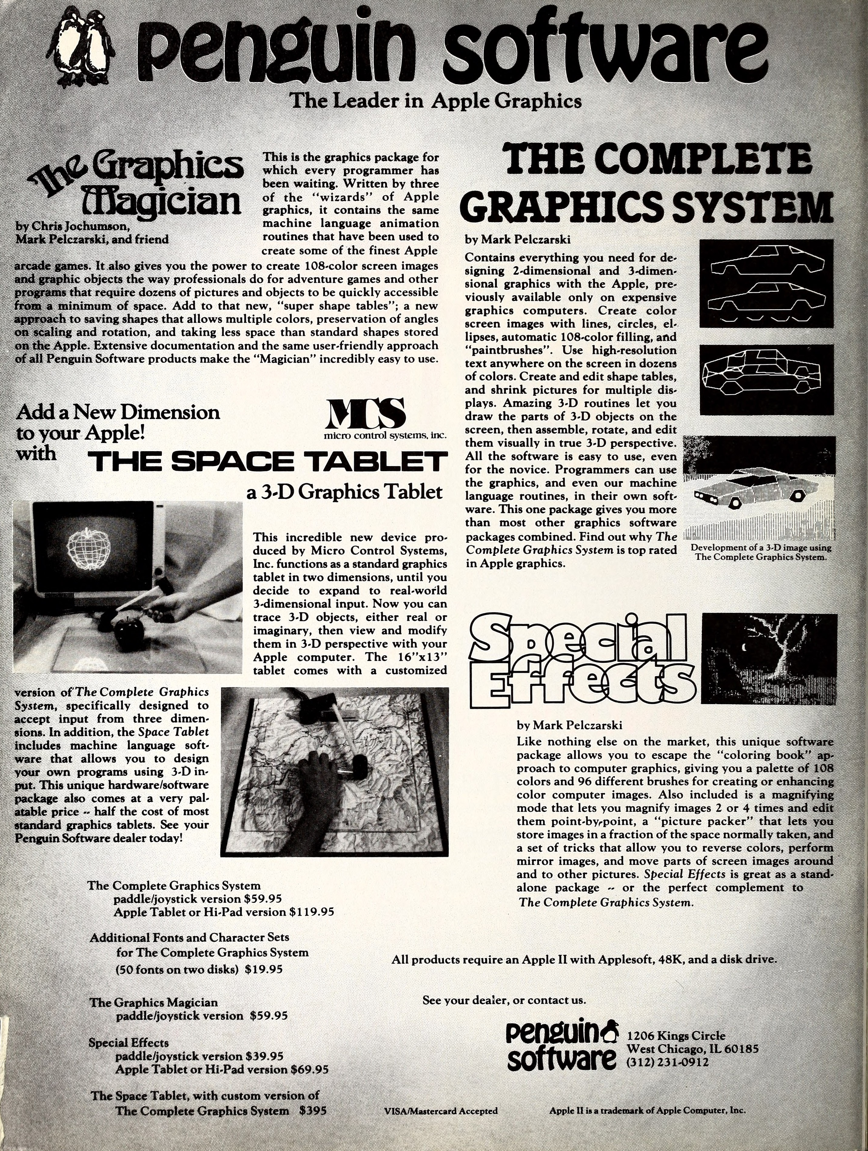 penguin software
The Leader in Apple Graphics
The Graphics
Magician
by Chris Jochumson,
Mark Pelczarski, and friend
This is the graphics package for
which every programmer has
been waiting. Written by three
of the "wizards" of Apple
graphics, it contains the same
machine language animation
routines that have been used to
create some of the finest Apple
arcade games. It also gives you the power to create 108-color screen images
and graphic objects the way professionals do for adventure games and other
programs that require dozens of pictures and objects to be quickly accessible
from a minimum of space. Add to that new, "super shape tables"; a new
approach to saving shapes that allows multiple colors, preservation of angles
on scaling and rotation, and taking less space than standard shapes stored
on the Apple. Extensive documentation and the same user-friendly approach
of all Penguin Software products make the "Magician" incredibly easy to use.
Add a New Dimension
to your Apple!
with
MCS
micro control systems, inc.
THE SPACE TABLET
a 3-D Graphics Tablet
This incredible new device pro-
duced by Micro Control Systems,
Inc. functions as a standard graphics
tablet in two dimensions, until you
decide to expand to real-world
3-dimensional input. Now you can
trace 3-D objects, either real or
imaginary, then view and modify
them in 3-D perspective with your
Apple computer. The 16"x13"
tablet comes with a customized
version of The Complete Graphics
System, specifically designed to
accept input from three dimen-
sions. In addition, the Space Tablet
includes machine language soft-
ware that allows you to design
your own programs using 3-D in-
put. This unique hardware/software
package also comes at a very pal-
atable price -- half the cost of most
standard graphics tablets. See your
Penguin Software dealer today!
THE COMPLETE
GRAPHICS SYSTEM
by Mark Pelczarski
Contains everything you need for de-
signing 2-dimensional and 3-dimen-
sional graphics with the Apple, pre-
viously available only on expensive
graphics computers. Create color
screen images with lines, circles, el-
lipses, automatic 108-color filling, and
"paintbrushes". Use high-resolution
text anywhere on the screen in dozens
of colors. Create and edit shape tables,
and shrink pictures for multiple dis-
plays. Amazing 3-D routines let you
draw the parts of 3-D objects on the
screen, then assemble, rotate, and edit
them visually in true 3-D perspective.
All the software is easy to use, even
for the novice. Programmers can use
the graphics, and even our machine
language routines, in their own soft-
ware. This one package gives you more
than most other graphics software
packages combined. Find out why The
Complete Graphics System is top rated
in Apple graphics.
Development of a 3-D image using
The Complete Graphics System.
Special
Effects
by Mark Pelczarski
Like nothing else on the market, this unique software
package allows you to escape the "coloring book" ap-
proach to computer graphics, giving you a palette of 108
colors and 96 different brushes for creating or enhancing
color computer images. Also included is a magnifying
mode that lets you magnify images 2 or 4 times and edit
them point-by-point, a "picture packer" that lets you
store images in a fraction of the space normally taken, and
a set of tricks that allow you to reverse colors, perform
mirror images, and move parts of screen images around
and to other pictures. Special Effects is great as a stand-
alone package -- or the perfect complement to
The Complete Graphics System.
The Complete Graphics System
paddle/joystick version $59.95
Apple Tablet or Hi-Pad version $119.95
Additional Fonts and Character Sets
for The Complete Graphics System
(50 fonts on two disks) $19.95
The Graphics Magician
paddle/joystick version $59.95
Special Effects
paddle/joystick version $39.95
Apple Tablet or Hi-Pad version $69.95
The Space Tablet, with custom version of
The Complete Graphics System $395
All products require an Apple II with Applesoft, 48K, and a disk drive.
See your dealer, or contact us.
penguin
software
1206 Kings Circle
West Chicago, IL 60185
(312) 231-0912
VISA/Mastercard Accepted
Apple II is a trademark of Apple Computer, Inc.